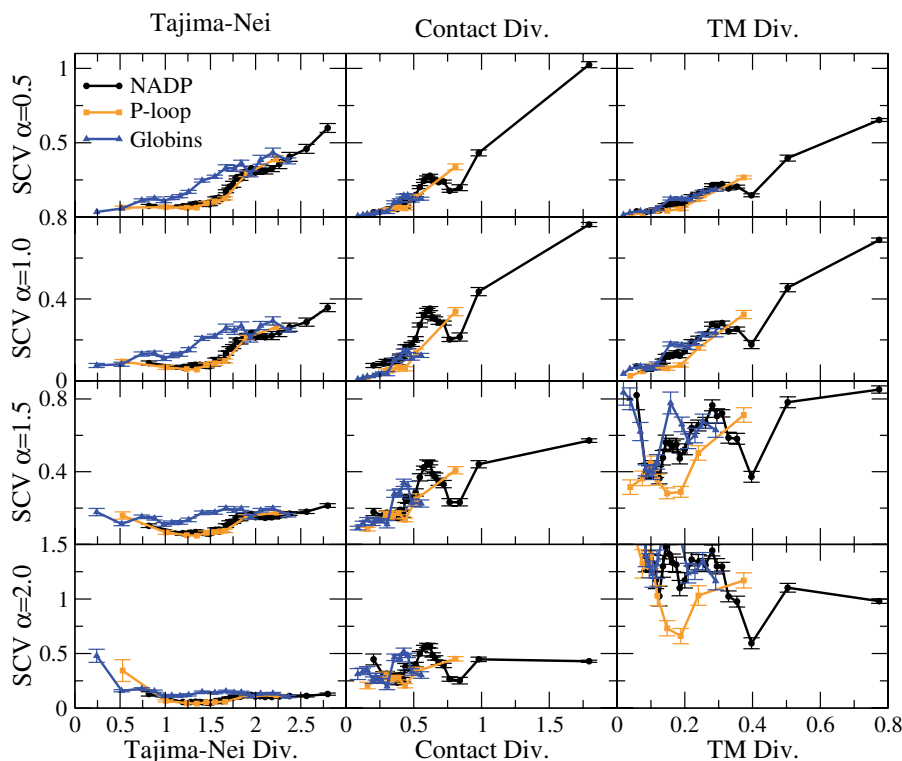 Tajima-Nei Contact Div. TM Div.
1
SCV α=0.5
NADP
P-loop
Globins
0.5
0.8
SCV α=1.0
0.4
0
SCV α=1.5
0.8
0.4
1.5
SCV α=2.0
1
0.5
0
0 0.5 1 1.5 2 2.5 0 0.5 1 1.5 0 0.2 0.4 0.6 0.8
Tajima-Nei Div. Contact Div. TM Div.